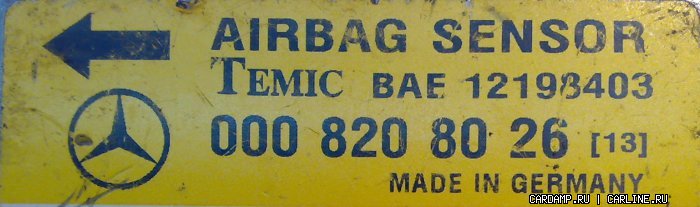 AIRBAG SENSOR
TEMIC BAE 12198403
000 820 80 26 [13]
MADE IN GERMANY
CARDAMP.RU | CARLINE.RU